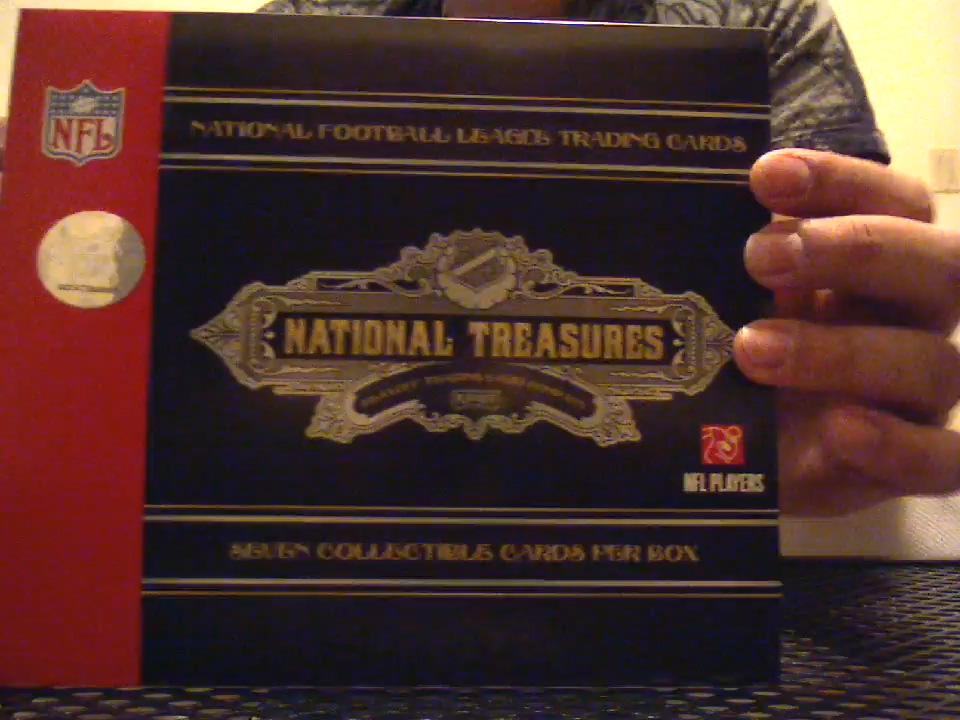 NFL
NATIONAL FOOTBALL LEAGUE TRADING CARDS
NATIONAL TREASURES
NFL PLAYERS
SEVEN COLLECTIBLE CARDS PER BOX